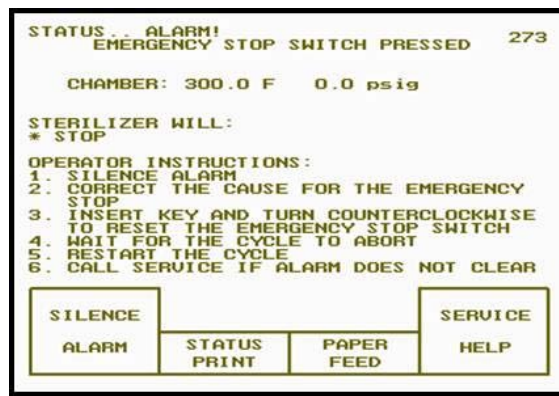 STATUS.. ALARM!
273
EMERGENCY STOP SWITCH PRESSED
CHAMBER: 300.0 F 0.0 psig
STERILIZER WILL:
* STOP
OPERATOR INSTRUCTIONS:
1. SILENCE ALARM
2. CORRECT THE CAUSE FOR THE EMERGENCY
STOP
3. INSERT KEY AND TURN COUNTERCLOCKWISE
TO RESET THE EMERGENCY STOP SWITCH
4. WAIT FOR THE CYCLE TO ABORT
5. RESTART THE CYCLE
6. CALL SERVICE IF ALARM DOES NOT CLEAR
SILENCE
ALARM
STATUS
PRINT
PAPER
FEED
SERVICE
HELP